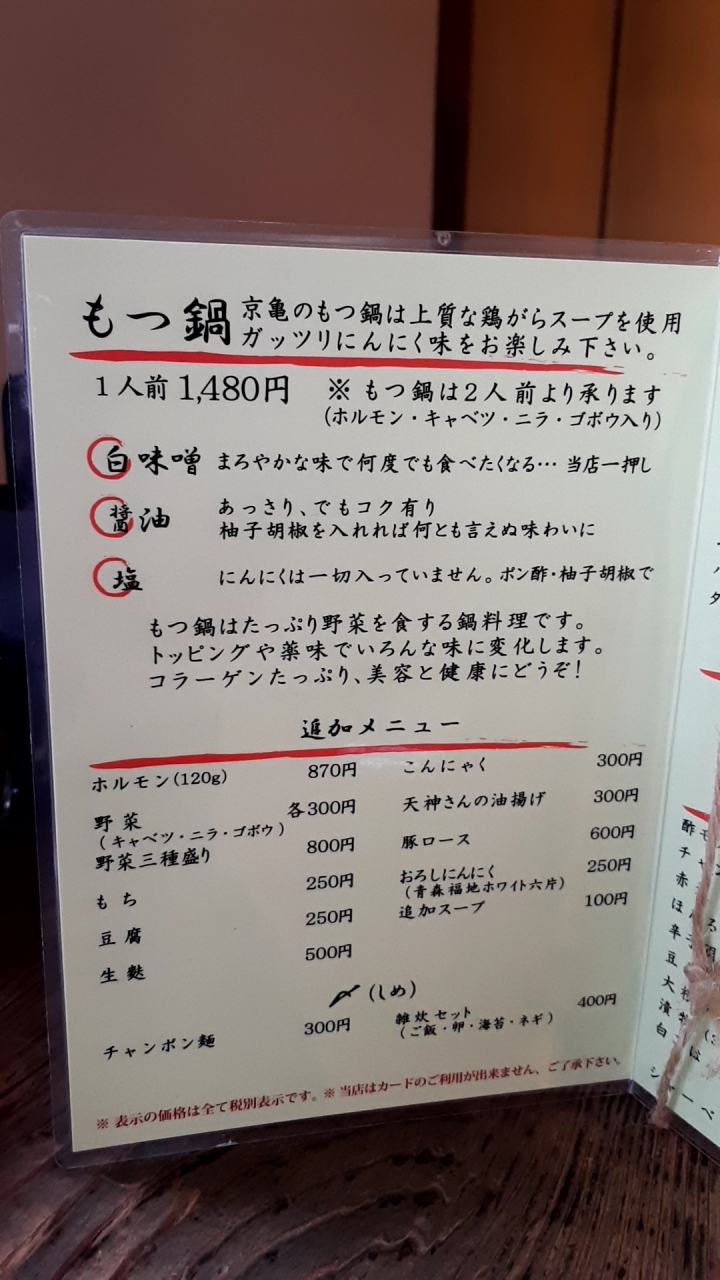 もつ鍋
京亀のもつ鍋は上質な鶏がらスープを使用
ガッツリにんにく味をお楽しみ下さい。
1人前 1,480円
※ もつ鍋は2人前より承ります
(ホルモン・キャベツ・ニラ・ゴボウ入り)
白味噌 まろやかな味で何度でも食べたくなる… 当店一押し
醤油
あっさり、でもコク有り
柚子胡椒を入れれば何とも言えぬ味わいに
塩 にんにくは一切入っていません。ポン酢・柚子胡椒で
もつ鍋はたっぷり野菜を食する鍋料理です。
トッピングや薬味でいろんな味に変化します。
コラーゲンたっぷり、美容と健康にどうぞ!
追加メニュー
ホルモン(120g) 870円
野菜 各300円
(キャベツ・ニラ・ゴボウ)
野菜三種盛り 800円
もち 250円
豆腐 250円
生麩 500円
こんにゃく 300円
天神さんの油揚げ 300円
豚ロース 600円
おろしにんにく 250円
(青森福地ホワイト六片)
追加スープ 100円
〆(しめ)
チャンポン麺 300円
雑炊セット 400円
(ご飯・卵・海苔・ネギ)
※ 表示の価格は全て税別表示です。※ 当店はカードのご利用が出来ません、ご了承下さい。